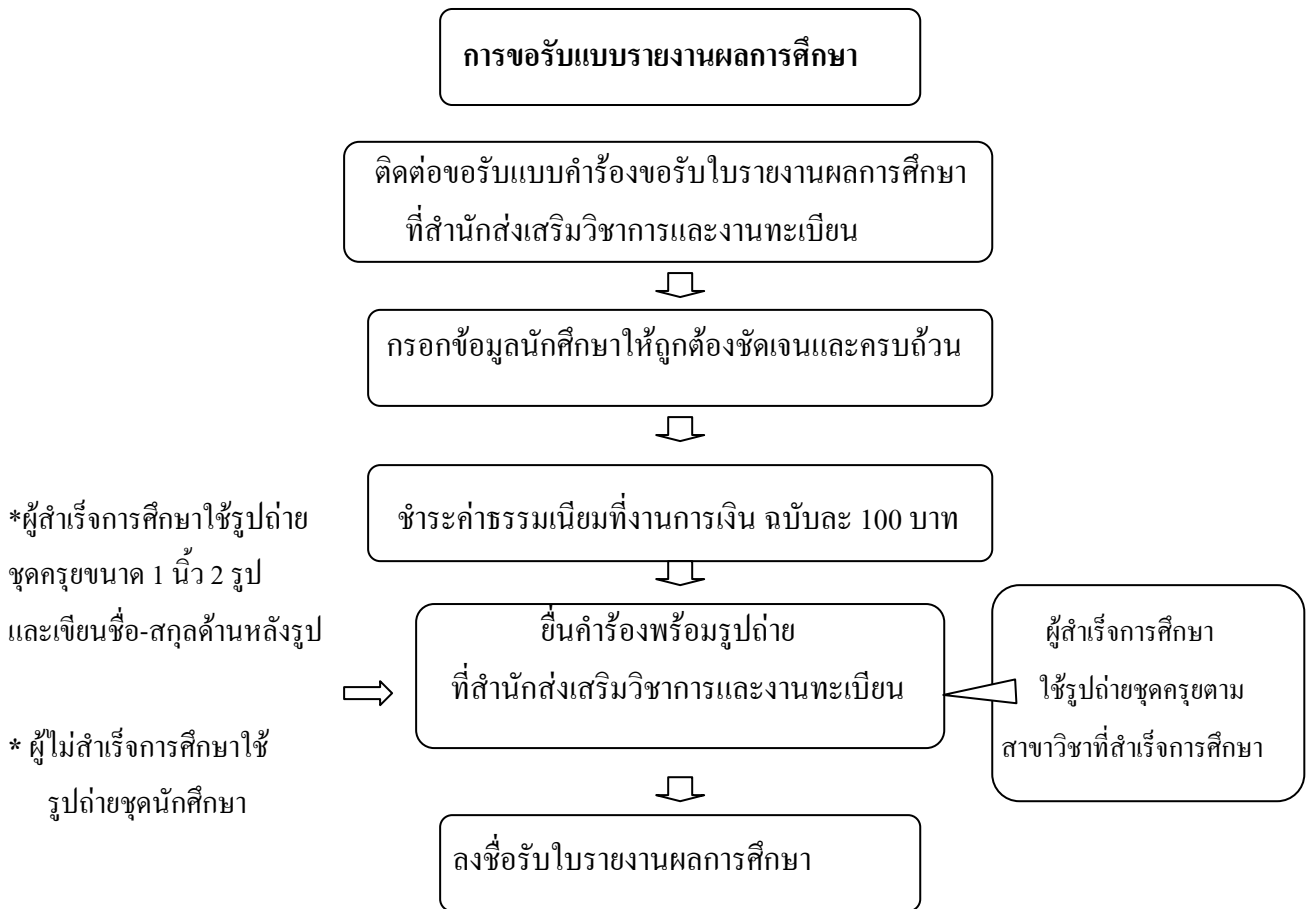 การขอรับแบบรายงานผลการศึกษา
ติดต่อขอรับแบบคำร้องขอรับใบรายงานผลการศึกษา
ที่สำนักส่งเสริมวิชาการและงานทะเบียน
กรอกข้อมูลนักศึกษาให้ถูกต้องชัดเจนและครบถ้วน
ชำระค่าธรรมเนียมที่งานการเงิน ฉบับละ 100 บาท
*ผู้สำเร็จการศึกษาใช้รูปถ่าย
ชุดครุยขนาด 1 นิ้ว 2 รูป
และเขียนชื่อ-สกุลด้านหลังรูป
* ผู้ไม่สำเร็จการศึกษาใช้
รูปถ่ายชุดนักศึกษา
ยื่นคำร้องพร้อมรูปถ่าย
ที่สำนักส่งเสริมวิชาการและงานทะเบียน
ผู้สำเร็จการศึกษา
ใช้รูปถ่ายชุดครุยตาม
สาขาวิชาที่สำเร็จการศึกษา
ลงชื่อรับใบรายงานผลการศึกษา